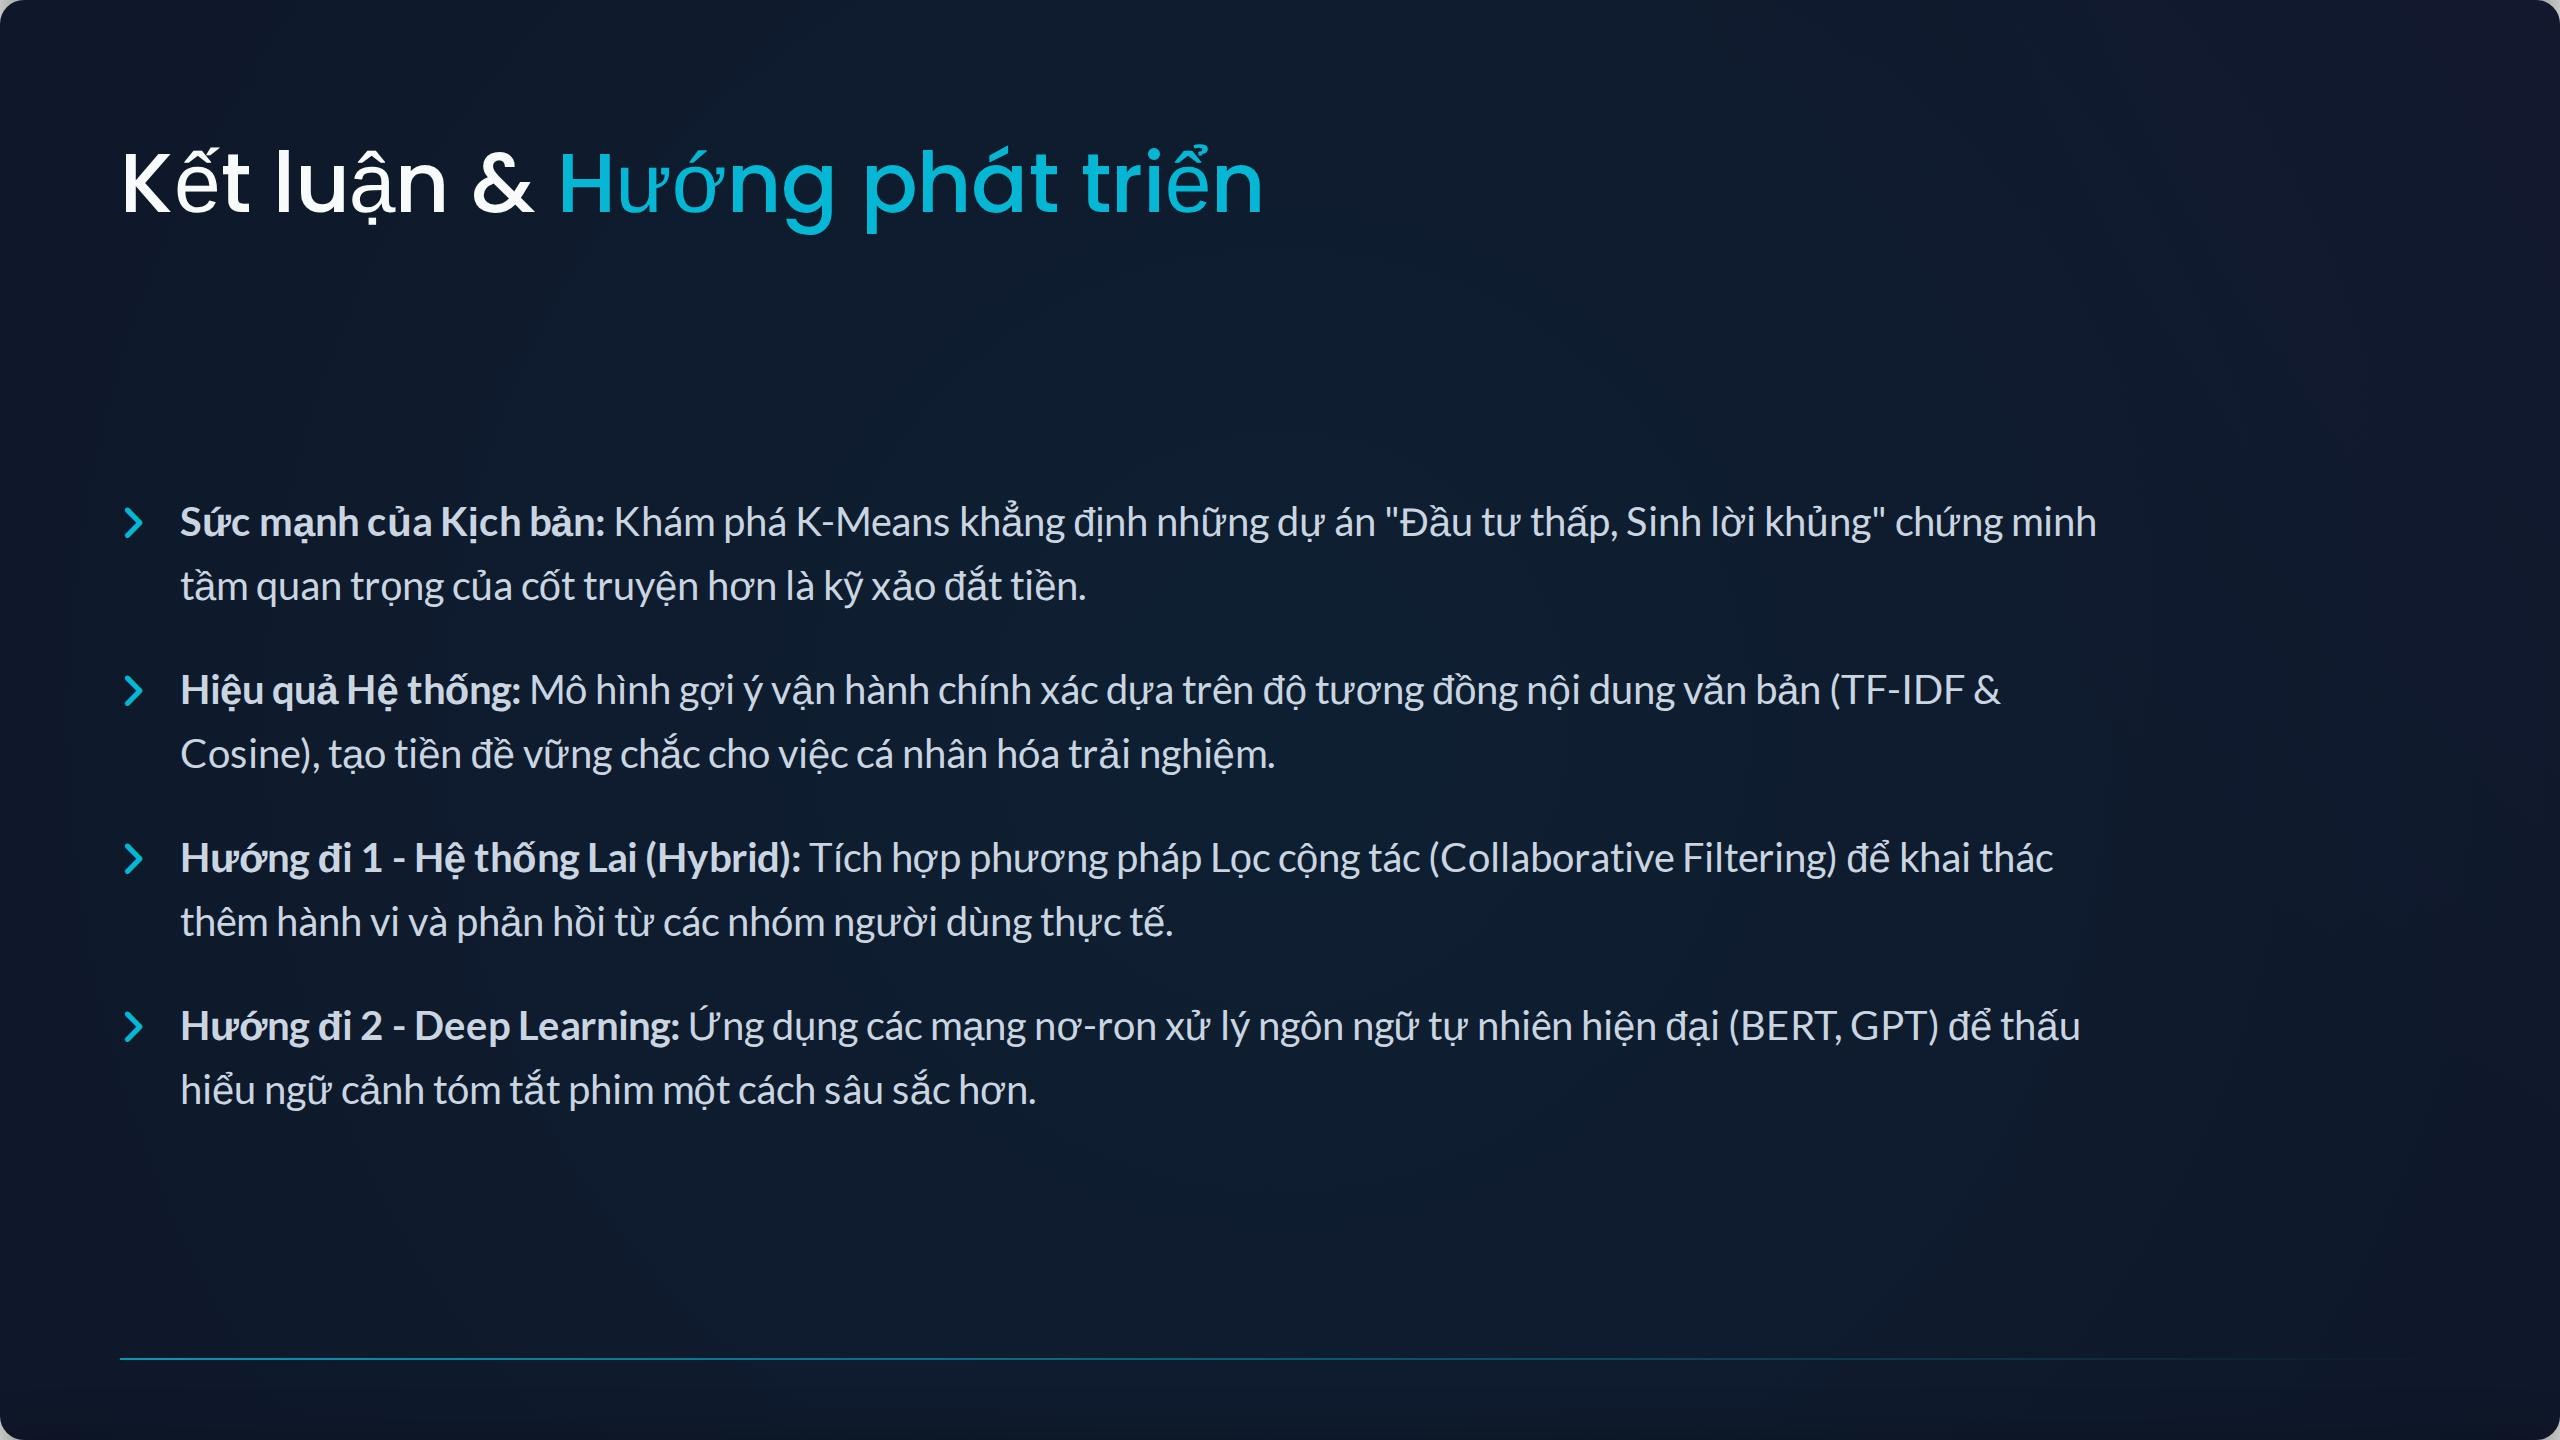 Kết luận & Hướng phát triển
Sức mạnh của Kịch bản: Khám phá K-Means khẳng định những dự án "Đầu tư thấp, Sinh lời khủng" chứng minh
tầm quan trọng của cốt truyện hơn là kỹ xảo đắt tiền.
Hiệu quả Hệ thống: Mô hình gợi ý vận hành chính xác dựa trên độ tương đồng nội dung văn bản (TF-IDF &
Cosine), tạo tiền đề vững chắc cho việc cá nhân hóa trải nghiệm.
Hướng đi 1 - Hệ thống Lai (Hybrid): Tích hợp phương pháp Lọc cộng tác (Collaborative Filtering) để khai thác
thêm hành vi và phản hồi từ các nhóm người dùng thực tế.
Hướng đi 2 - Deep Learning: Ứng dụng các mạng nơ-ron xử lý ngôn ngữ tự nhiên hiện đại (BERT, GPT) để thấu
hiểu ngữ cảnh tóm tắt phim một cách sâu sắc hơn.